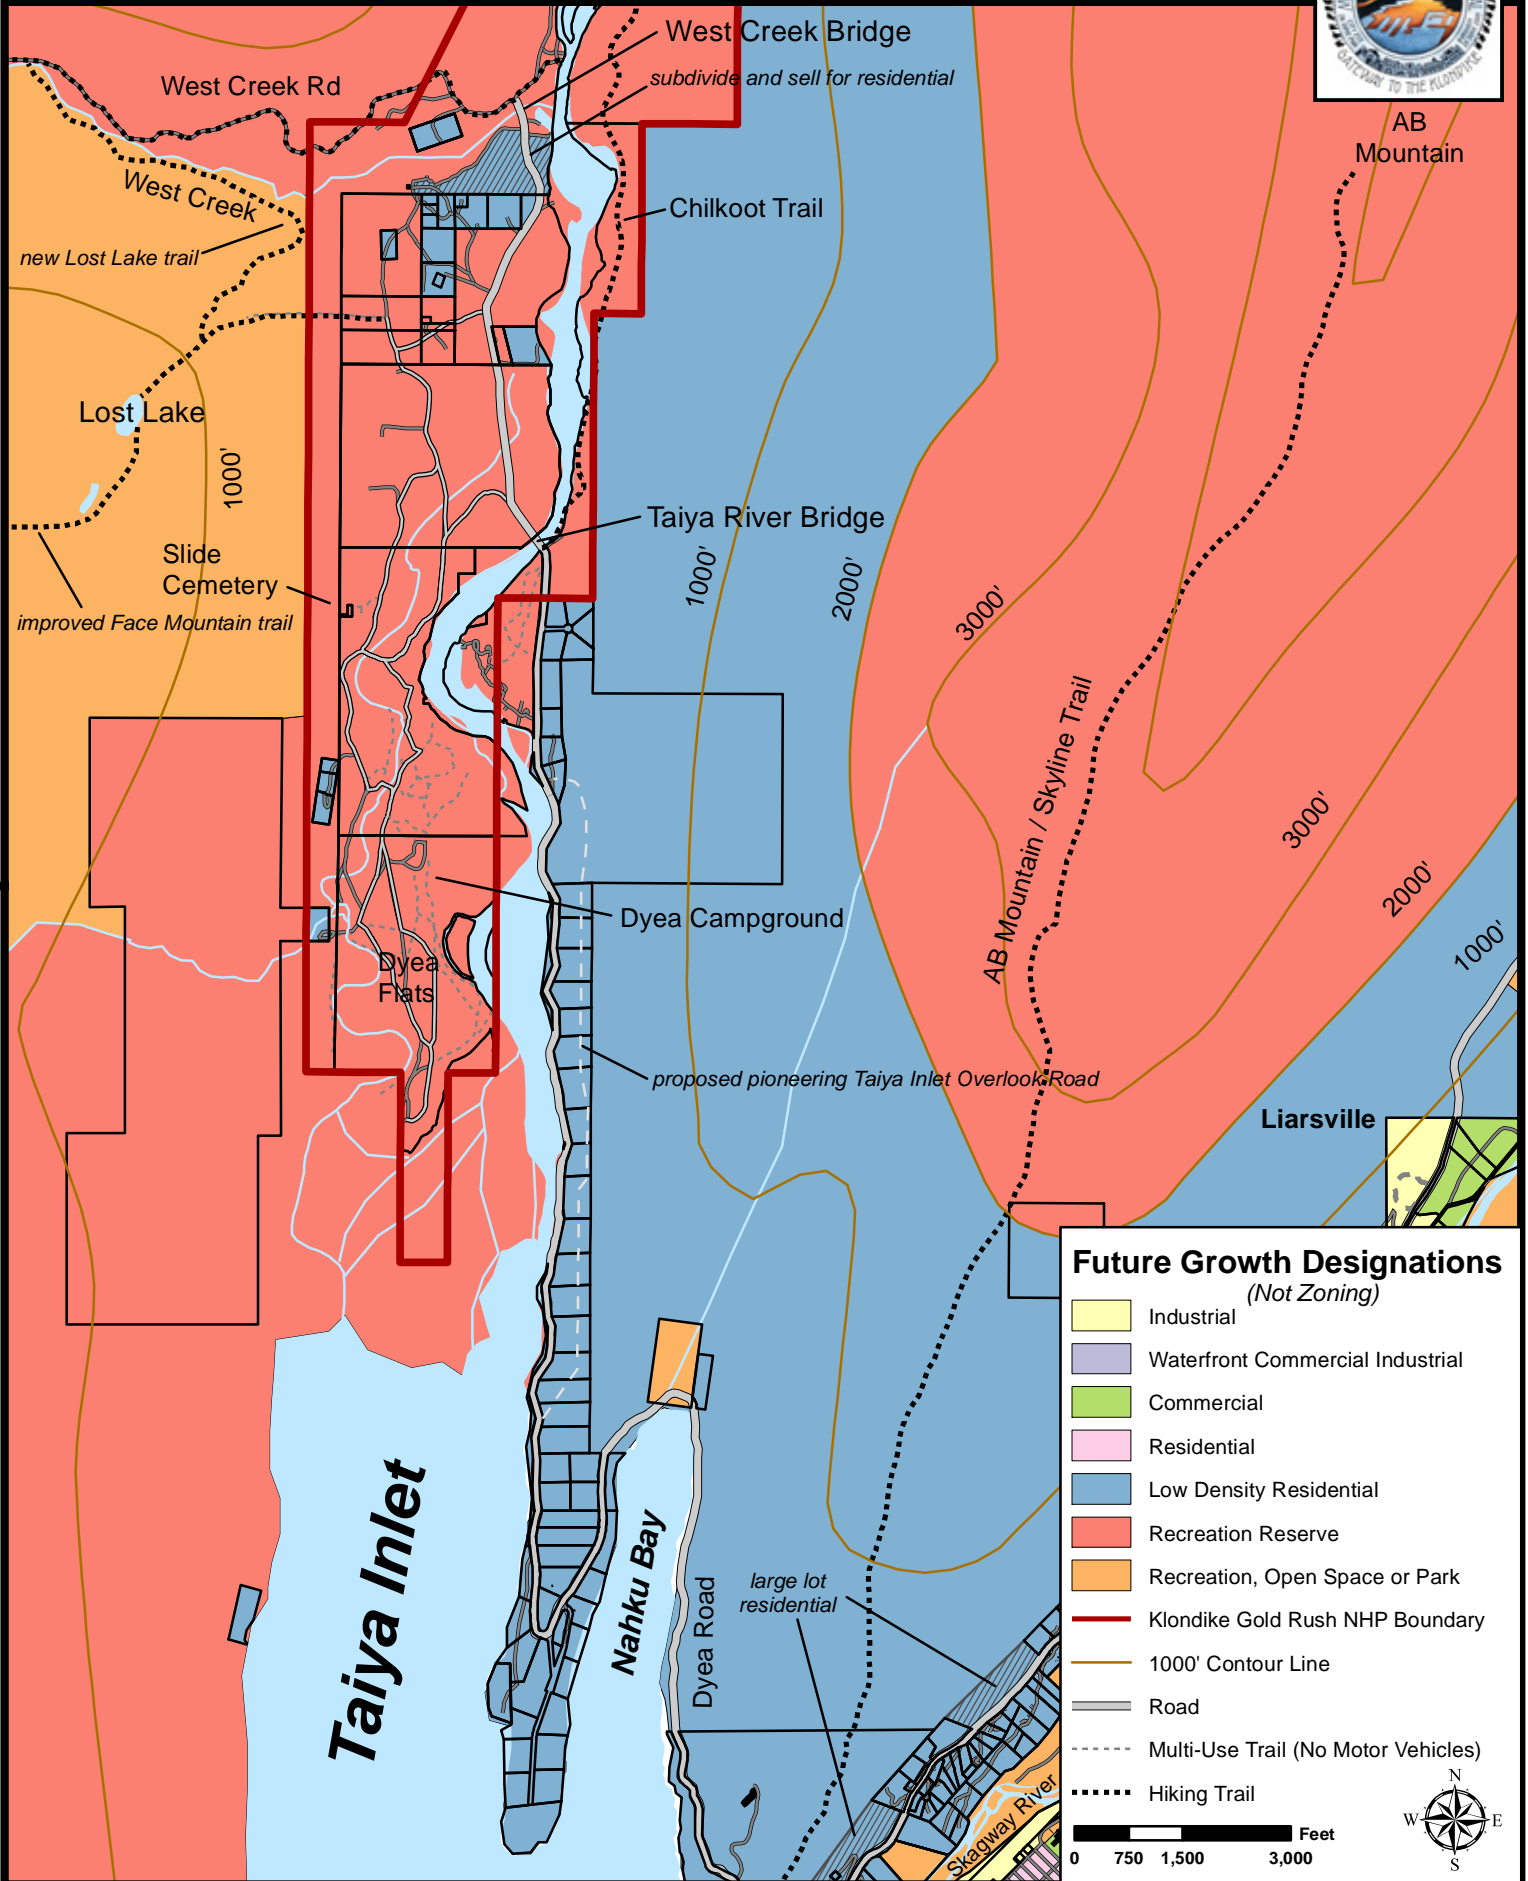 GATEWAY TO THE KLONDIKE
West Creek Bridge
subdivide and sell for residential
West Creek Rd
AB
Mountain
West Creek
Chilkoot Trail
new Lost Lake trail
Lost Lake
1000'
Taiya River Bridge
Slide
Cemetery
improved Face Mountain trail
1000'
2000'
3000'
AB Mountain / Skyline Trail
3000'
2000'
1000'
Dyea Campground
Dyea
Flats
proposed pioneering Taiya Inlet Overlook Road
Liarsville
Taiya Inlet
Nahku Bay
Dyea Road
large lot
residential
Skagway River
Future Growth Designations
(Not Zoning)
Industrial
Waterfront Commercial Industrial
Commercial
Residential
Low Density Residential
Recreation Reserve
Recreation, Open Space or Park
Klondike Gold Rush NHP Boundary
1000' Contour Line
Road
Multi-Use Trail (No Motor Vehicles)
Hiking Trail
N
W E
S
Feet
0 750 1,500 3,000